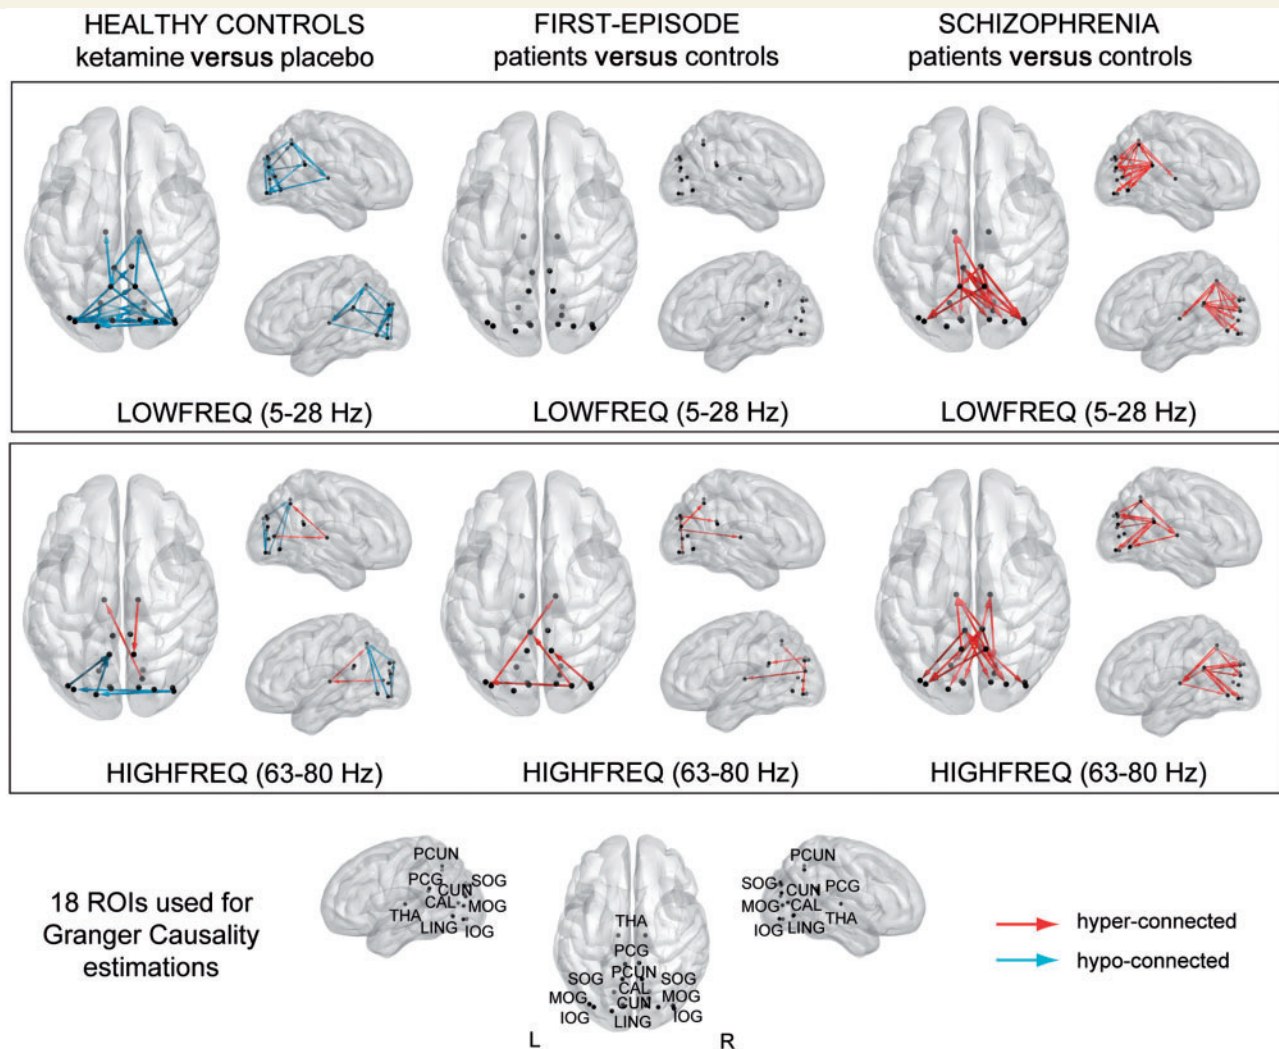 HEALTHY CONTROLS
ketamine versus placebo
FIRST-EPISODE
patients versus controls
SCHIZOPHRENIA
patients versus controls
LOWFREQ (5-28 Hz)
LOWFREQ (5-28 Hz)
LOWFREQ (5-28 Hz)
HIGHFREQ (63-80 Hz)
HIGHFREQ (63-80 Hz)
HIGHFREQ (63-80 Hz)
18 ROIs used for
Granger Causality
estimations
PCUN
PCG
SOG
CUN
CAL
MOG
THA
LING
IOG
THA
PCG
PCUN
SOG
SOG
CAL
MOG
CUN
MOG
IOG
LING
IOG
L
R
PCUN
SOG
CUN
PCG
MOG
CAL
THA
IOG
LING
hyper-connected
hypo-connected